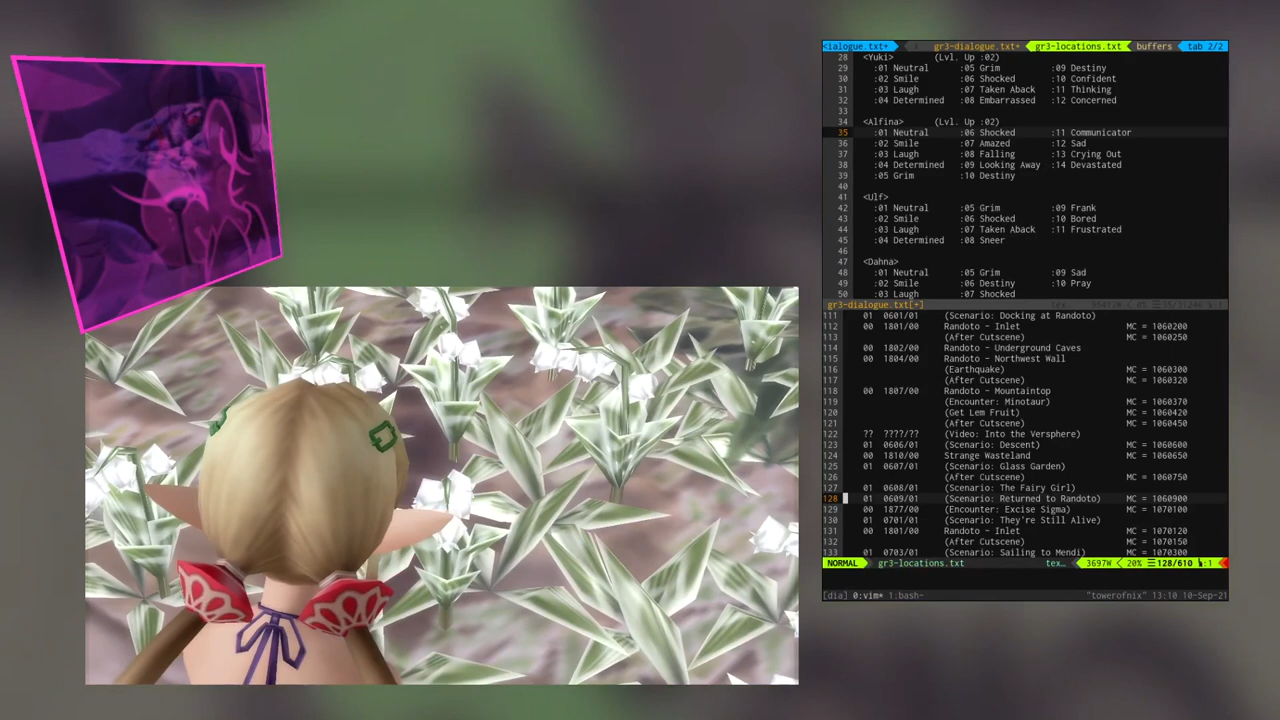 <ialogue.txt+ gr3-dialogue.txt+ gr3-locations.txt buffers tab 2/2
28 <Yuki> (Lvl. Up :02)
29 :01 Neutral :05 Grim :09 Destiny
30 :02 Smile :06 Shocked :10 Confident
31 :03 Laugh :07 Taken Aback :11 Thinking
32 :04 Determined :08 Embarrassed :12 Concerned
33
34 <Alfina> (Lvl. Up :02)
35 :01 Neutral :06 Shocked :11 Communicator
36 :02 Smile :07 Amazed :12 Sad
37 :03 Laugh :08 Falling :13 Crying Out
38 :04 Determined :09 Looking Away :14 Devastated
39 :05 Grim :10 Destiny
40
41 <Ulf>
42 :01 Neutral :05 Grim :09 Frank
43 :02 Smile :06 Shocked :10 Bored
44 :03 Laugh :07 Taken Aback :11 Frustrated
45 :04 Determined :08 Sneer
46
47 <Dahna>
48 :01 Neutral :05 Grim :09 Sad
49 :02 Smile :06 Destiny :10 Pray
50 :03 Laugh :07 Shocked
gr3-dialogue.txt[+]
111 01 0601/01 (Scenario: Docking at Randoto)
112 00 1801/00 Randoto - Inlet MC = 1060200
113 (After Cutscene) MC = 1060250
114 00 1802/00 Randoto - Underground Caves
115 00 1804/00 Randoto - Northwest Wall
116 (Earthquake) MC = 1060300
117 (After Cutscene) MC = 1060320
118 00 1807/00 Randoto - Mountaintop
119 (Encounter: Minotaur) MC = 1060370
120 (Get Lem Fruit) MC = 1060420
121 (After Cutscene) MC = 1060450
122 ?? ????/?? (Video: Into the Versphere)
123 01 0606/01 (Scenario: Descent) MC = 1060600
124 00 1810/00 Strange Wasteland MC = 1060650
125 01 0607/01 (Scenario: Glass Garden)
126 (After Cutscene) MC = 1060750
127 01 0608/01 (Scenario: The Fairy Girl)
128 01 0609/01 (Scenario: Returned to Randoto) MC = 1060900
129 00 1877/00 (Encounter: Excise Sigma) MC = 1070100
130 01 0701/01 (Scenario: They're Still Alive)
131 00 1801/00 Randoto - Inlet MC = 1070120
132 (After Cutscene) MC = 1070150
133 01 0703/01 (Scenario: Sailing to Mendi) MC = 1070300
NORMAL gr3-locations.txt tex… 3697W < 20% ☰128/610 :1
[dia] 0:vim* 1:bash- "towerofnix" 13:10 10-Sep-21